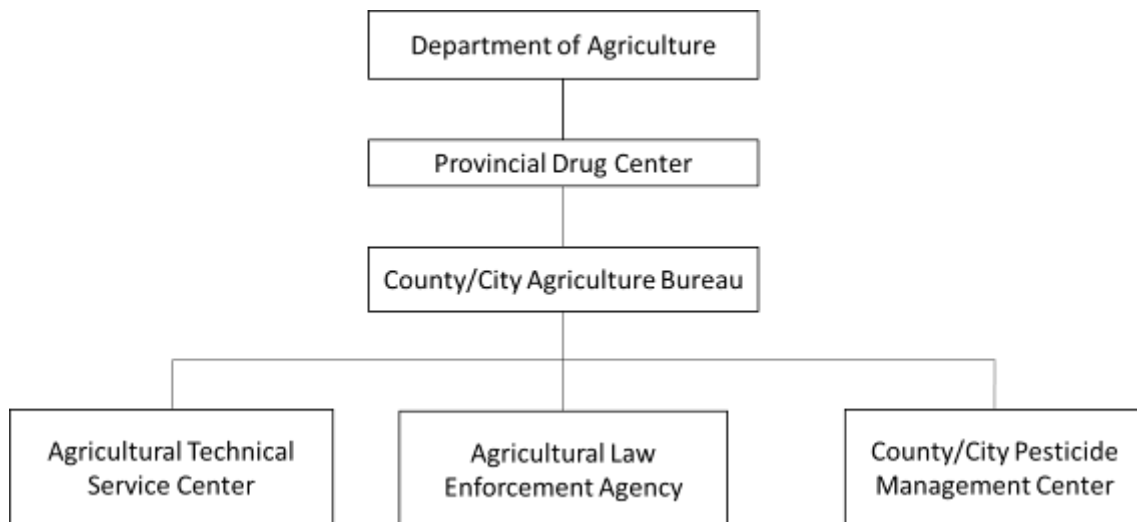 Department of Agriculture
Provincial Drug Center
County/City Agriculture Bureau
Agricultural Technical
Service Center
Agricultural Law
Enforcement Agency
County/City Pesticide
Management Center